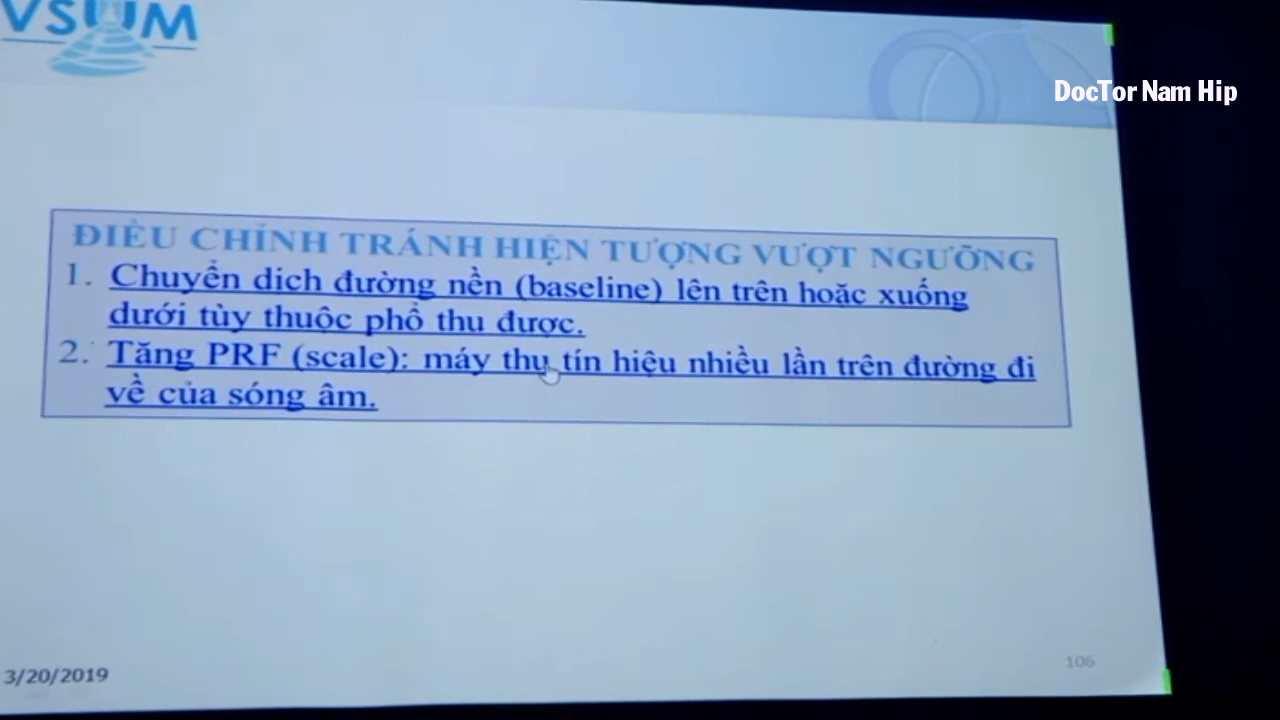 VSUM
DocTor Nam Hip
ĐIỀU CHỈNH TRÁNH HIỆN TƯỢNG VƯỢT NGƯỠNG
1. Chuyển dịch đường nền (baseline) lên trên hoặc xuống
dưới tùy thuộc phổ thu được.
2. Tăng PRF (scale): máy thu tín hiệu nhiều lần trên đường đi
về của sóng âm.
3/20/2019
106